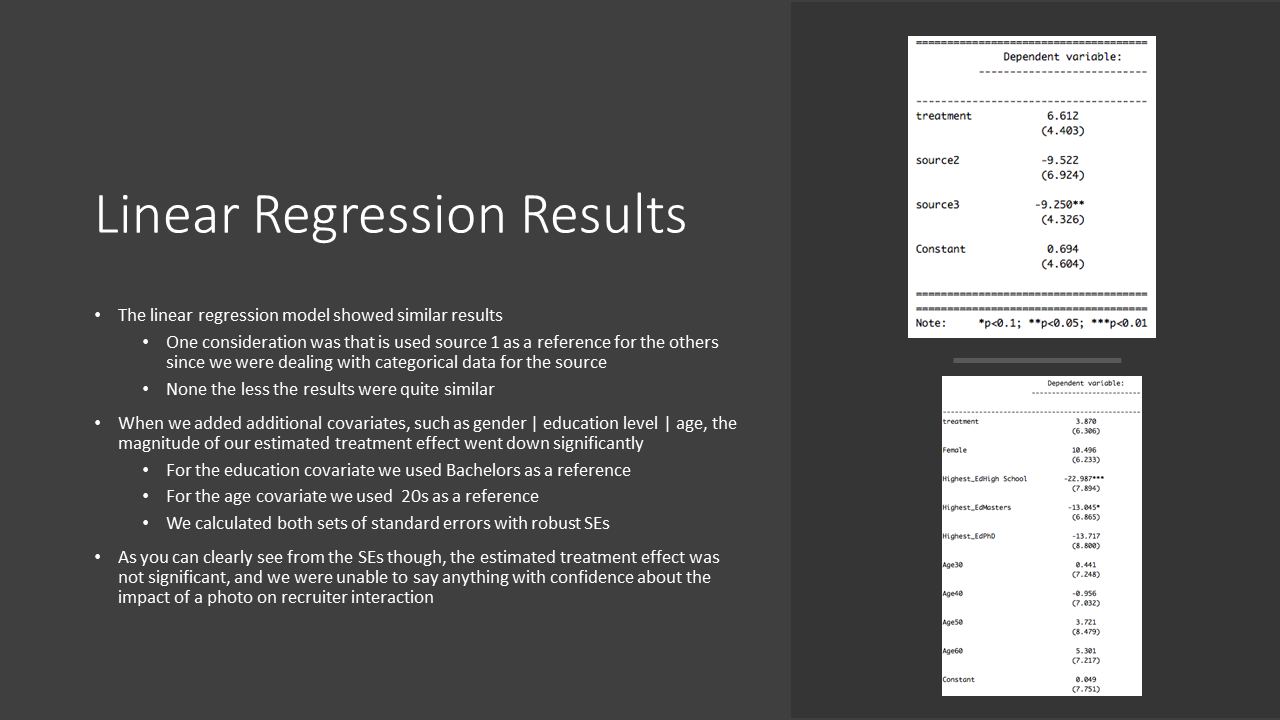 Linear Regression Results
• The linear regression model showed similar results
• One consideration was that is used source 1 as a reference for the others
since we were dealing with categorical data for the source
• None the less the results were quite similar
• When we added additional covariates, such as gender | education level | age, the
magnitude of our estimated treatment effect went down significantly
• For the education covariate we used Bachelors as a reference
• For the age covariate we used 20s as a reference
• We calculated both sets of standard errors with robust SEs
• As you can clearly see from the SEs though, the estimated treatment effect was
not significant, and we were unable to say anything with confidence about the
impact of a photo on recruiter interaction
=====================================
Dependent variable:
---------------------------
-------------------------------------
treatment 6.612
(4.403)
source2 -9.522
(6.924)
source3 -9.250**
(4.326)
Constant 0.694
(4.604)
=====================================
=====================================
Note: *p<0.1; **p<0.05; ***p<0.01
Dependent variable:
---------------------------
-------------------------------------------------
treatment 3.870
(6.306)
Female 10.496
(6.233)
Highest_EdHigh School -22.987***
(7.894)
Highest_EdMasters -13.045*
(6.865)
Highest_EdPhD -13.717
(8.800)
Age30 0.441
(7.248)
Age40 -0.956
(7.032)
Age50 3.721
(8.479)
Age60 5.301
(7.217)
Constant 0.049
(7.751)